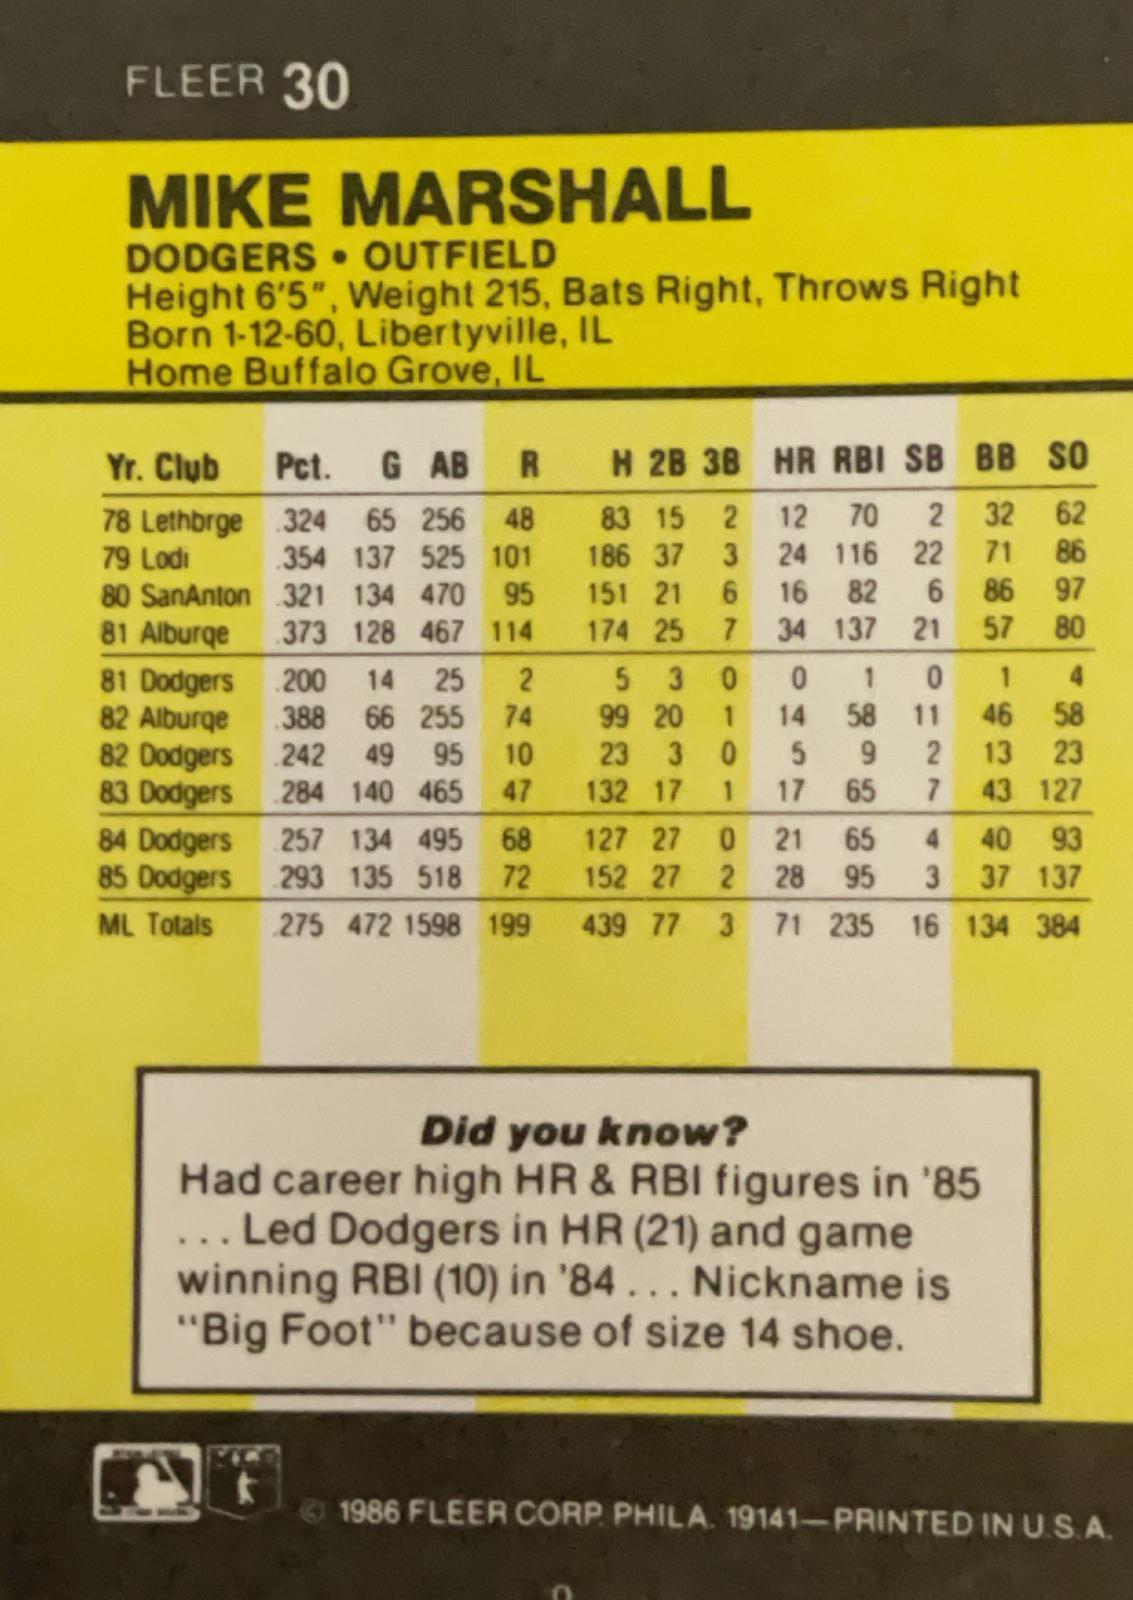 FLEER 30
MIKE MARSHALL
DODGERS • OUTFIELD
Height 6'5", Weight 215, Bats Right, Throws Right
Born 1-12-60, Libertyville, IL
Home Buffalo Grove, IL
Yr. Club Pct. G AB R H 2B 3B HR RBI SB BB SO
78 Lethbrge .324 65 256 48 83 15 2 12 70 2 32 62
79 Lodi .354 137 525 101 186 37 3 24 116 22 71 86
80 SanAnton .321 134 470 95 151 21 6 16 82 6 86 97
81 Alburqe .373 128 467 114 174 25 7 34 137 21 57 80
81 Dodgers .200 14 25 2 5 3 0 0 1 0 1 4
82 Alburqe .388 66 255 74 99 20 1 14 58 11 46 58
82 Dodgers .242 49 95 10 23 3 0 5 9 2 13 23
83 Dodgers .284 140 465 47 132 17 1 17 65 7 43 127
84 Dodgers .257 134 495 68 127 27 0 21 65 4 40 93
85 Dodgers .293 135 518 72 152 27 2 28 95 3 37 137
ML Totals .275 472 1598 199 439 77 3 71 235 16 134 384
Did you know?
Had career high HR & RBI figures in '85
... Led Dodgers in HR (21) and game
winning RBI (10) in '84 ... Nickname is
"Big Foot" because of size 14 shoe.
© 1986 FLEER CORP. PHILA. 19141—PRINTED IN U.S.A.